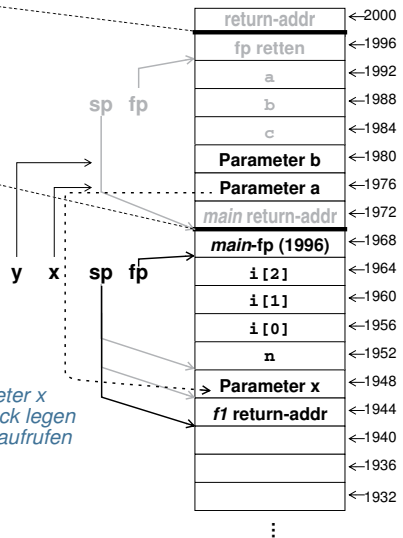 return-addr
←2000
fp retten
←1996
a
←1992
sp fp
b
←1988
c
←1984
Parameter b
←1980
Parameter a
←1976
main return-addr
←1972
main-fp (1996)
←1968
y x sp fp
i[2]
←1964
i[1]
←1960
i[0]
←1956
n
←1952
Parameter x
←1948
eter x
ck legen
aufrufen
f1 return-addr
←1944
←1940
←1936
←1932
...